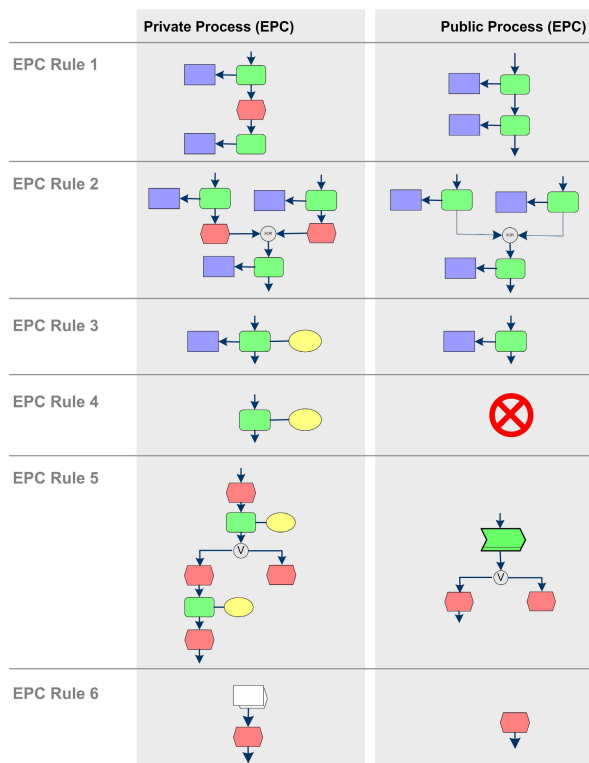 Private Process (EPC) Public Process (EPC)
EPC Rule 1
EPC Rule 2
XOR XOR
EPC Rule 3
EPC Rule 4
EPC Rule 5
V
V
EPC Rule 6